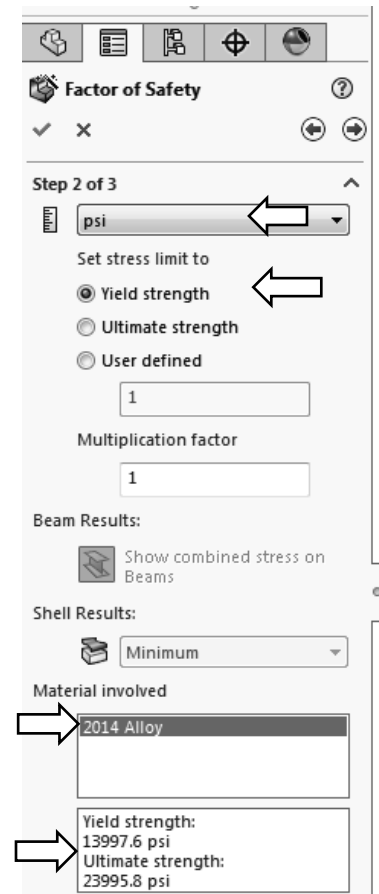 Factor of Safety
Step 2 of 3
psi
Set stress limit to
Yield strength
Ultimate strength
User defined
1
Multiplication factor
1
Beam Results:
Show combined stress on
Beams
Shell Results:
Minimum
Material involved
2014 Alloy
Yield strength:
13997.6 psi
Ultimate strength:
23995.8 psi